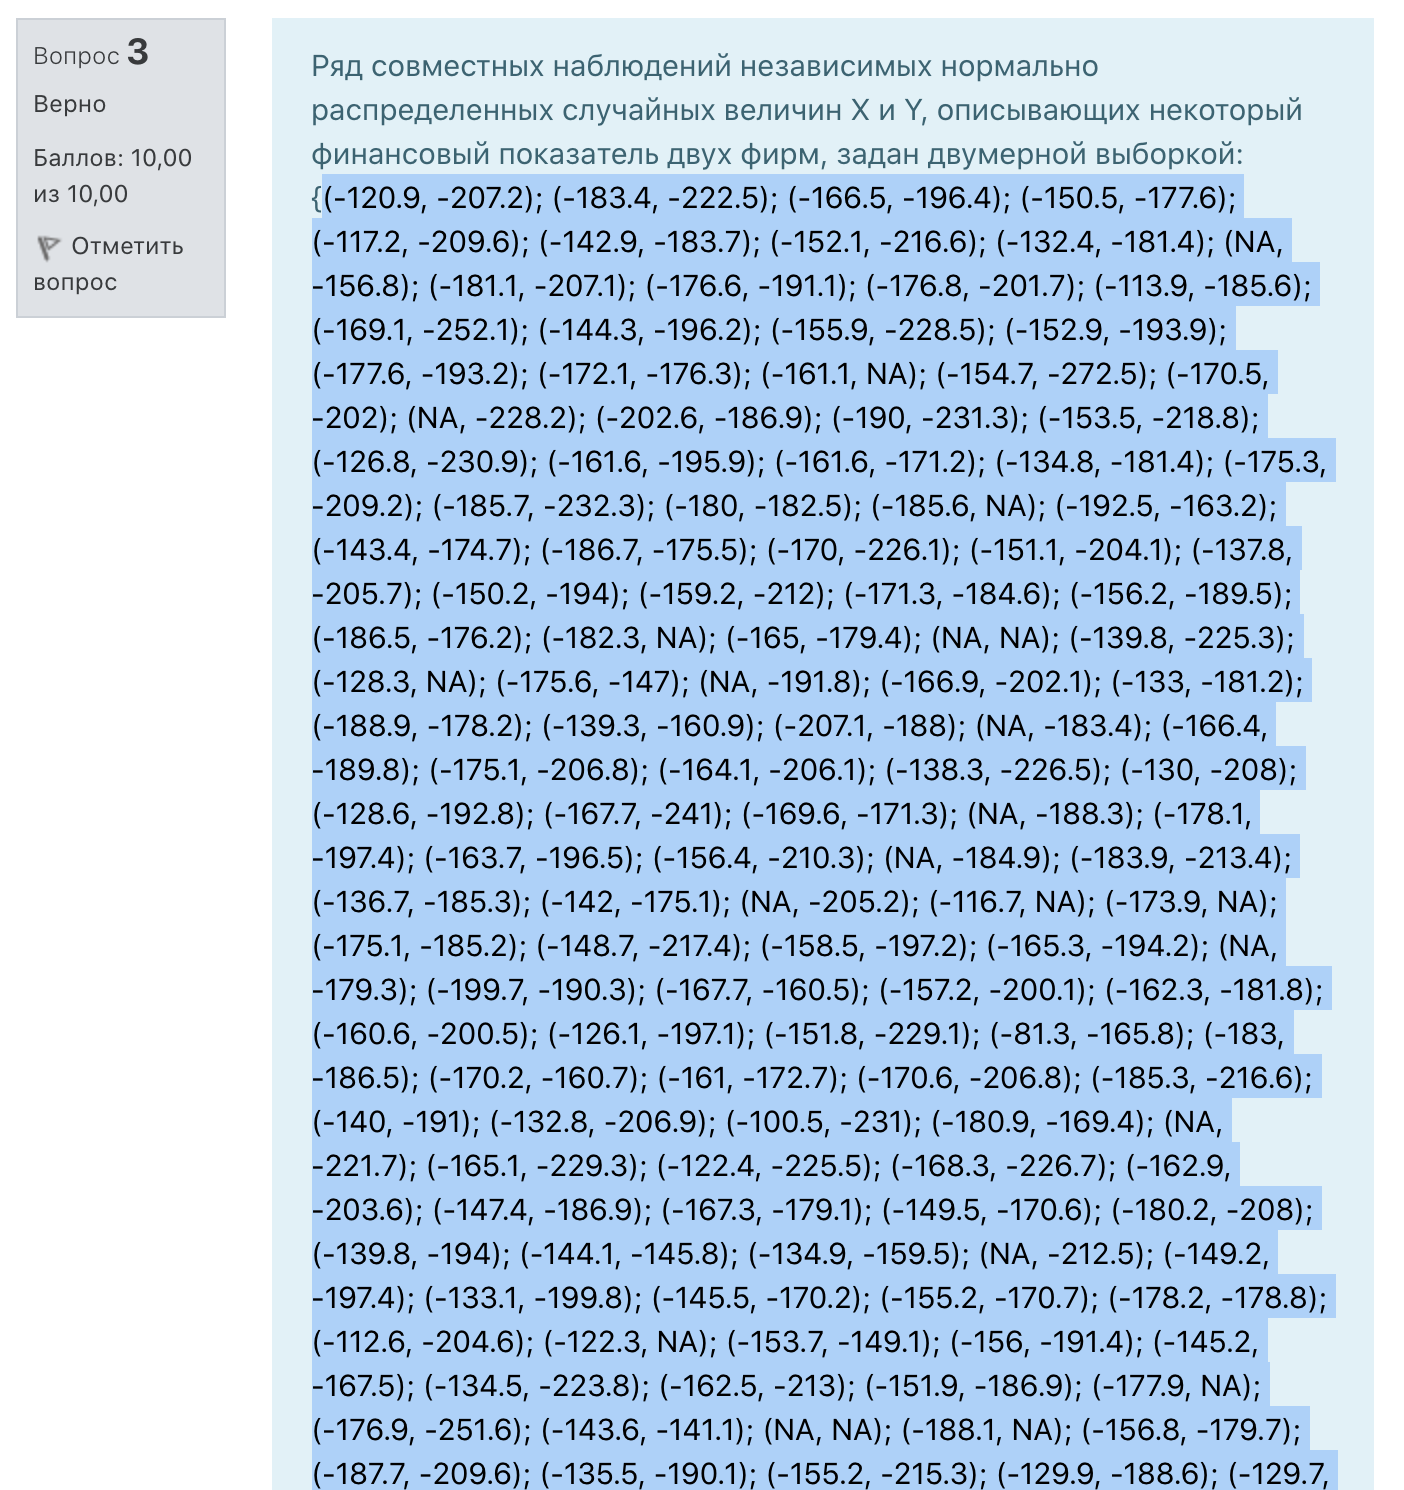 Вопрос 3
Верно
Баллов: 10,00
из 10,00
Отметить
вопрос
Ряд совместных наблюдений независимых нормально
распределенных случайных величин X и Y, описывающих некоторый
финансовый показатель двух фирм, задан двумерной выборкой:
{(-120.9, -207.2); (-183.4, -222.5); (-166.5, -196.4); (-150.5, -177.6);
(-117.2, -209.6); (-142.9, -183.7); (-152.1, -216.6); (-132.4, -181.4); (NA,
-156.8); (-181.1, -207.1); (-176.6, -191.1); (-176.8, -201.7); (-113.9, -185.6);
(-169.1, -252.1); (-144.3, -196.2); (-155.9, -228.5); (-152.9, -193.9);
(-177.6, -193.2); (-172.1, -176.3); (-161.1, NA); (-154.7, -272.5); (-170.5,
-202); (NA, -228.2); (-202.6, -186.9); (-190, -231.3); (-153.5, -218.8);
(-126.8, -230.9); (-161.6, -195.9); (-161.6, -171.2); (-134.8, -181.4); (-175.3,
-209.2); (-185.7, -232.3); (-180, -182.5); (-185.6, NA); (-192.5, -163.2);
(-143.4, -174.7); (-186.7, -175.5); (-170, -226.1); (-151.1, -204.1); (-137.8,
-205.7); (-150.2, -194); (-159.2, -212); (-171.3, -184.6); (-156.2, -189.5);
(-186.5, -176.2); (-182.3, NA); (-165, -179.4); (NA, NA); (-139.8, -225.3);
(-128.3, NA); (-175.6, -147); (NA, -191.8); (-166.9, -202.1); (-133, -181.2);
(-188.9, -178.2); (-139.3, -160.9); (-207.1, -188); (NA, -183.4); (-166.4,
-189.8); (-175.1, -206.8); (-164.1, -206.1); (-138.3, -226.5); (-130, -208);
(-128.6, -192.8); (-167.7, -241); (-169.6, -171.3); (NA, -188.3); (-178.1,
-197.4); (-163.7, -196.5); (-156.4, -210.3); (NA, -184.9); (-183.9, -213.4);
(-136.7, -185.3); (-142, -175.1); (NA, -205.2); (-116.7, NA); (-173.9, NA);
(-175.1, -185.2); (-148.7, -217.4); (-158.5, -197.2); (-165.3, -194.2); (NA,
-179.3); (-199.7, -190.3); (-167.7, -160.5); (-157.2, -200.1); (-162.3, -181.8);
(-160.6, -200.5); (-126.1, -197.1); (-151.8, -229.1); (-81.3, -165.8); (-183,
-186.5); (-170.2, -160.7); (-161, -172.7); (-170.6, -206.8); (-185.3, -216.6);
(-140, -191); (-132.8, -206.9); (-100.5, -231); (-180.9, -169.4); (NA,
-221.7); (-165.1, -229.3); (-122.4, -225.5); (-168.3, -226.7); (-162.9,
-203.6); (-147.4, -186.9); (-167.3, -179.1); (-149.5, -170.6); (-180.2, -208);
(-139.8, -194); (-144.1, -145.8); (-134.9, -159.5); (NA, -212.5); (-149.2,
-197.4); (-133.1, -199.8); (-145.5, -170.2); (-155.2, -170.7); (-178.2, -178.8);
(-112.6, -204.6); (-122.3, NA); (-153.7, -149.1); (-156, -191.4); (-145.2,
-167.5); (-134.5, -223.8); (-162.5, -213); (-151.9, -186.9); (-177.9, NA);
(-176.9, -251.6); (-143.6, -141.1); (NA, NA); (-188.1, NA); (-156.8, -179.7);
(-187.7, -209.6); (-135.5, -190.1); (-155.2, -215.3); (-129.9, -188.6); (-129.7,